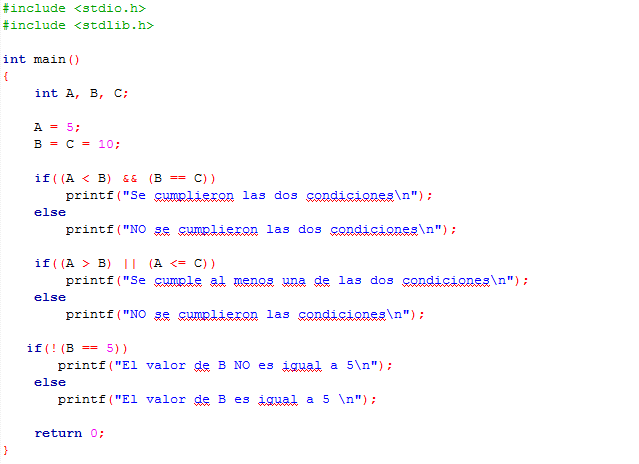 #include <stdio.h>
#include <stdlib.h>
int main()
{
int A, B, C;
A = 5;
B = C = 10;
if((A < B) && (B == C))
printf("Se cumplieron las dos condiciones\n");
else
printf("NO se cumplieron las dos condiciones\n");
if((A > B) || (A <= C))
printf("Se cumple al menos una de las dos condiciones\n");
else
printf("NO se cumplieron las condiciones\n");
if(!(B == 5))
printf("El valor de B NO es igual a 5\n");
else
printf("El valor de B es igual a 5 \n");
return 0;
}